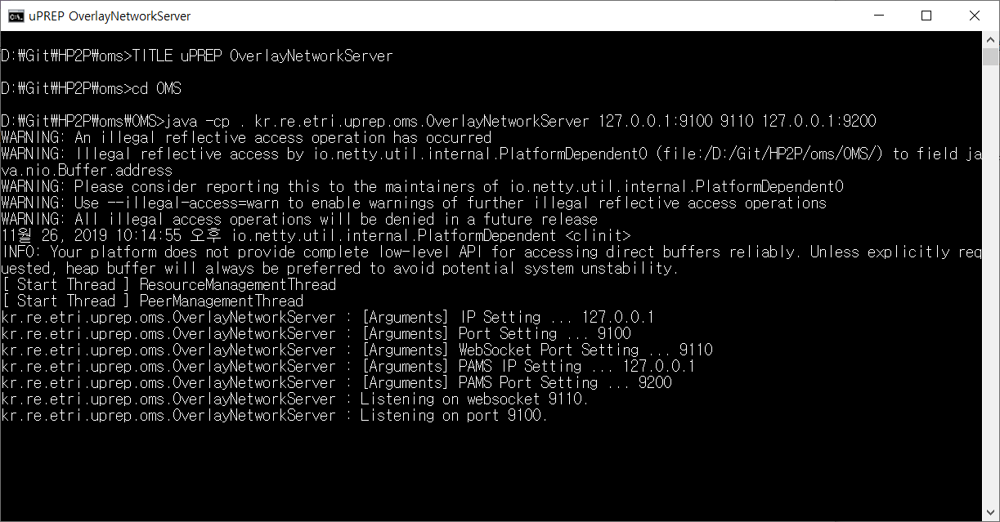 uPREP OverlayNetworkServer
D:₩Git₩HP2P₩oms>TITLE uPREP OverlayNetworkServer
D:₩Git₩HP2P₩oms>cd OMS
D:₩Git₩HP2P₩oms₩OMS>java -cp . kr.re.etri.uprep.oms.OverlayNetworkServer 127.0.0.1:9100 9110 127.0.0.1:9200
WARNING: An illegal reflective access operation has occurred
WARNING: Illegal reflective access by io.netty.util.internal.PlatformDependent0 (file:/D:/Git/HP2P/oms/OMS/) to field ja
va.nio.Buffer.address
WARNING: Please consider reporting this to the maintainers of io.netty.util.internal.PlatformDependent0
WARNING: Use --illegal-access=warn to enable warnings of further illegal reflective access operations
WARNING: All illegal access operations will be denied in a future release
11월 26, 2019 10:14:55 오후 io.netty.util.internal.PlatformDependent <clinit>
INFO: Your platform does not provide complete low-level API for accessing direct buffers reliably. Unless explicitly req
uested, heap buffer will always be preferred to avoid potential system unstability.
[ Start Thread ] ResourceManagementThread
[ Start Thread ] PeerManagementThread
kr.re.etri.uprep.oms.OverlayNetworkServer : [Arguments] IP Setting ... 127.0.0.1
kr.re.etri.uprep.oms.OverlayNetworkServer : [Arguments] Port Setting ... 9100
kr.re.etri.uprep.oms.OverlayNetworkServer : [Arguments] WebSocket Port Setting ... 9110
kr.re.etri.uprep.oms.OverlayNetworkServer : [Arguments] PAMS IP Setting ... 127.0.0.1
kr.re.etri.uprep.oms.OverlayNetworkServer : [Arguments] PAMS Port Setting ... 9200
kr.re.etri.uprep.oms.OverlayNetworkServer : Listening on websocket 9110.
kr.re.etri.uprep.oms.OverlayNetworkServer : Listening on port 9100.